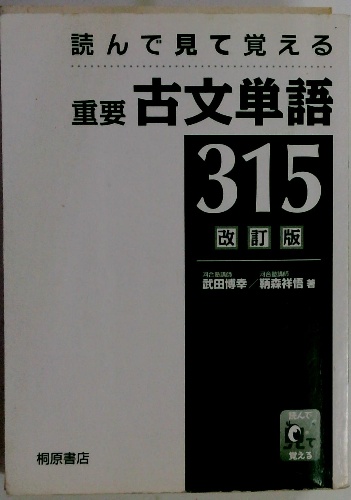 読んで見て覚える
重要 古文単語
315
改訂版
河合塾講師 河合塾講師
武田博幸/鞆森祥悟 著
読んで
見て
覚える
桐原書店